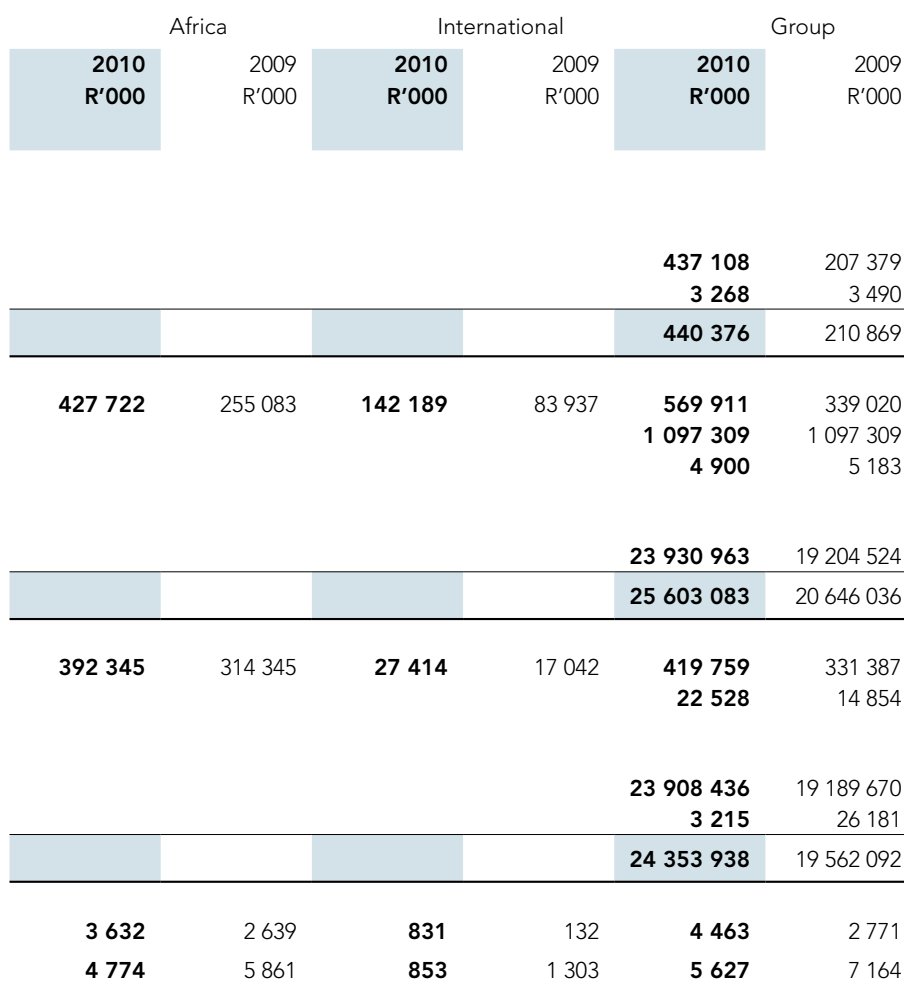 Africa International Group
2010 2009 2010 2009 2010 2009
R’000 R’000 R’000 R’000 R’000 R’000
437 108 207 379
3 268 3 490
440 376 210 869
427 722 255 083 142 189 83 937 569 911 339 020
1 097 309 1 097 309
4 900 5 183
23 930 963 19 204 524
25 603 083 20 646 036
392 345 314 345 27 414 17 042 419 759 331 387
22 528 14 854
23 908 436 19 189 670
3 215 26 181
24 353 938 19 562 092
3 632 2 639 831 132 4 463 2 771
4 774 5 861 853 1 303 5 627 7 164